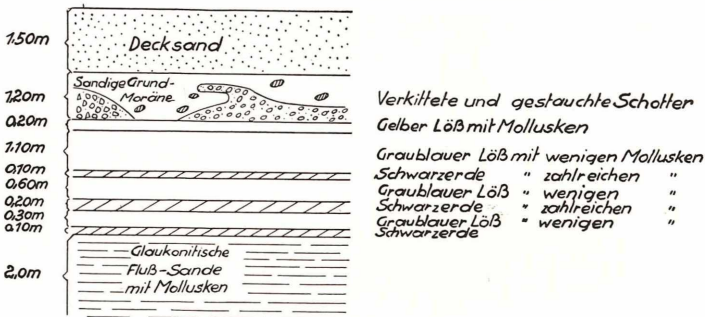 1.50m
Decksand
1,20m
Sandige Grund-
Moräne
Verkittete und gestauchte Schotter
0,20m
Gelber Löß mit Mollusken
1.10m
Graublauer Löß mit wenigen Mollusken
0,10m
Schwarzerde " zahlreichen "
0,60m
Graublauer Löß " wenigen "
0,20m
Schwarzerde " zahlreichen "
0,30m
Graublauer Löß " wenigen "
0.10m
Schwarzerde
2,0m
Glaukonitische
Fluß-Sande
mit Mollusken